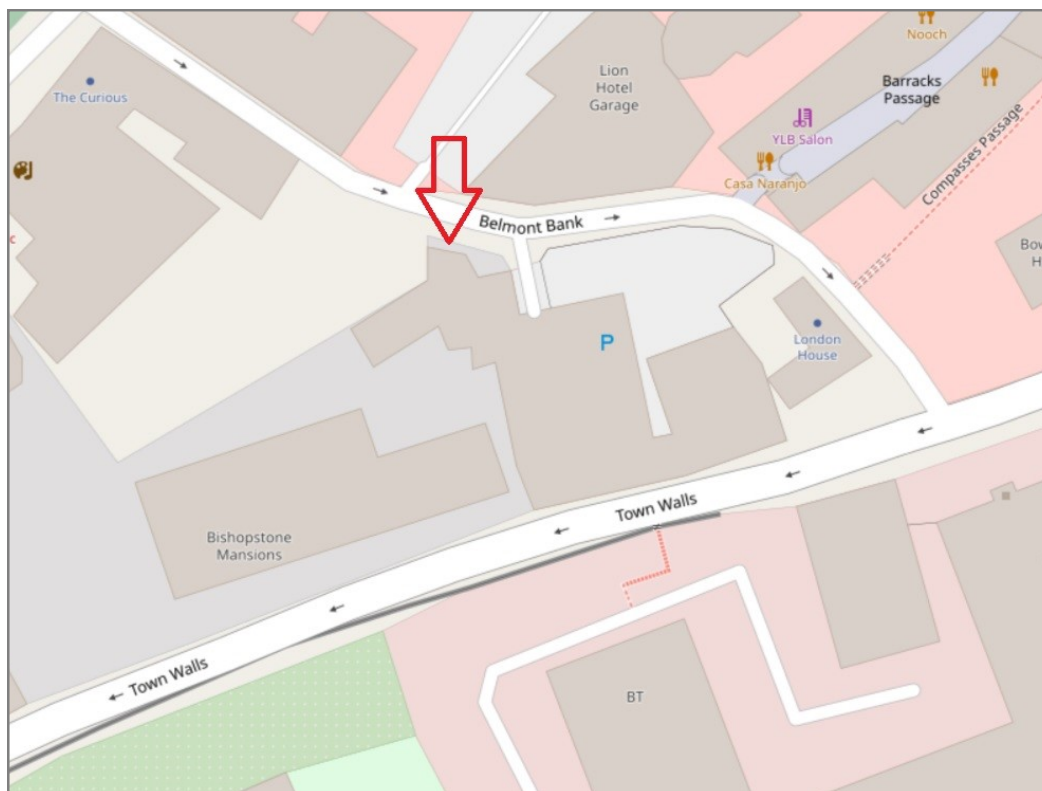 Nooch
Lion
Hotel
Garage
Barracks
Passage
The Curious
YLB Salon
Casa Naranjo
Compasses Passage
Belmont Bank
c
Bow
H
P
London
House
Town Walls
Bishopstone
Mansions
Town Walls
BT